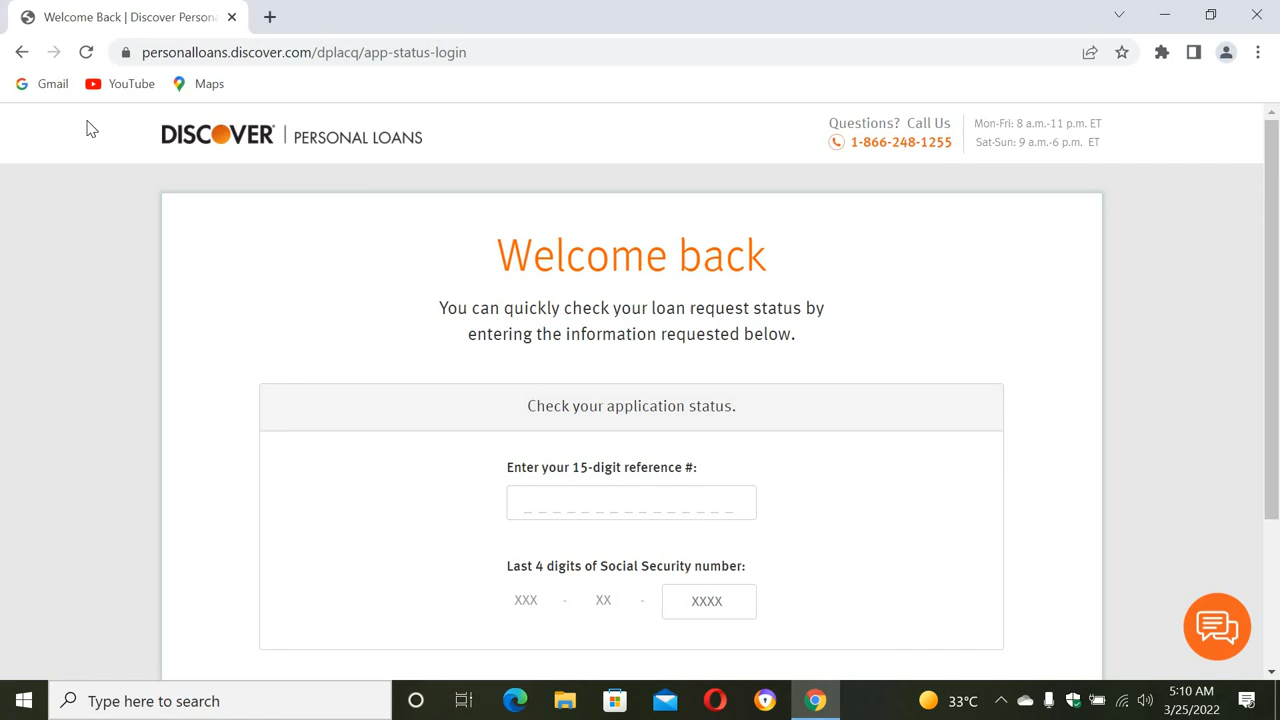 Welcome Back | Discover Persona
personalloans.discover.com/dplacq/app-status-login
Gmail YouTube Maps
DISCOVER PERSONAL LOANS
Questions? Call Us
1-866-248-1255
Mon-Fri: 8 a.m.-11 p.m. ET
Sat-Sun: 9 a.m.-6 p.m. ET
Welcome back
You can quickly check your loan request status by
entering the information requested below.
Check your application status.
Enter your 15-digit reference #:
_ _ _ _ _ _ _ _ _ _ _ _ _ _ _
Last 4 digits of Social Security number:
XXX - XX - XXXX
Type here to search
33°C
5:10 AM
3/25/2022